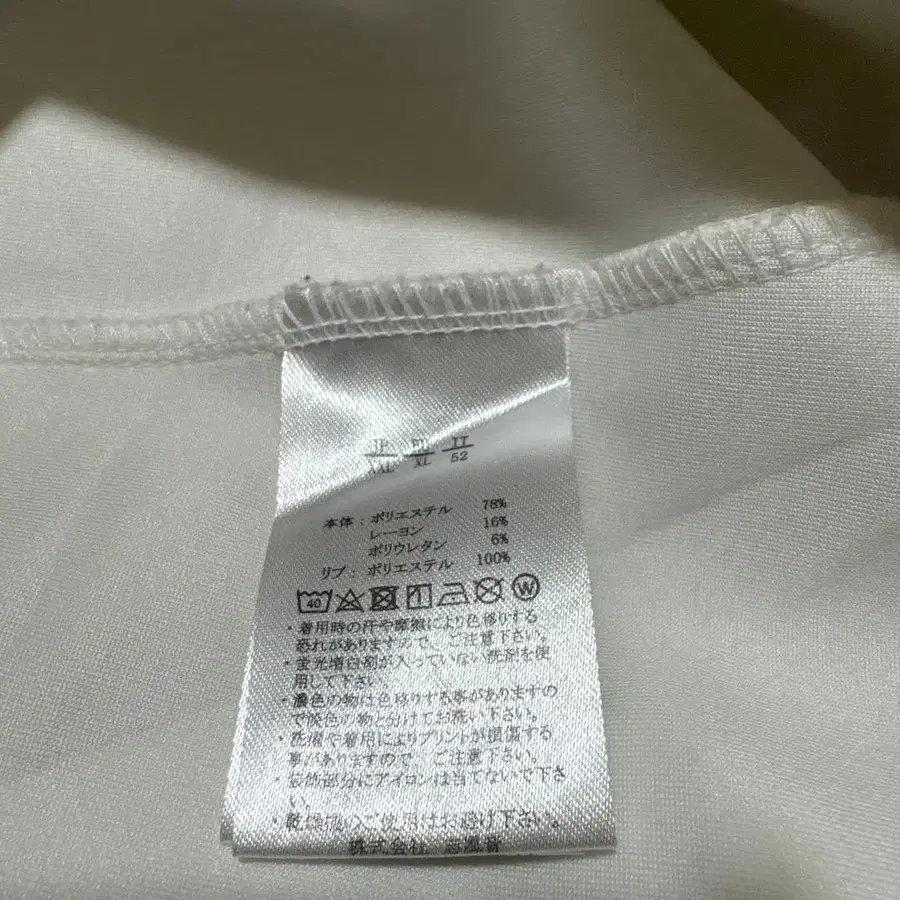 JP XXL EU XL IT 52
本体：ポリエステル 78%
レーヨン 16%
ポリウレタン 6%
リブ：ポリエステル 100%
40 W
・着用時の汗や摩擦により色移りする
恐れがありますので、ご注意下さい。
・蛍光増白剤が入っていない洗剤を使
用して下さい。
・濃色の物は色移りする事がありますの
で淡色の物と分けてお洗い下さい。
・洗濯や着用によりプリントが損傷する
事がありますので、ご注意下さい。
・装飾部分にアイロンは当てないで下さ
い。
・乾燥機のご使用はお避け下さい。
株式会社